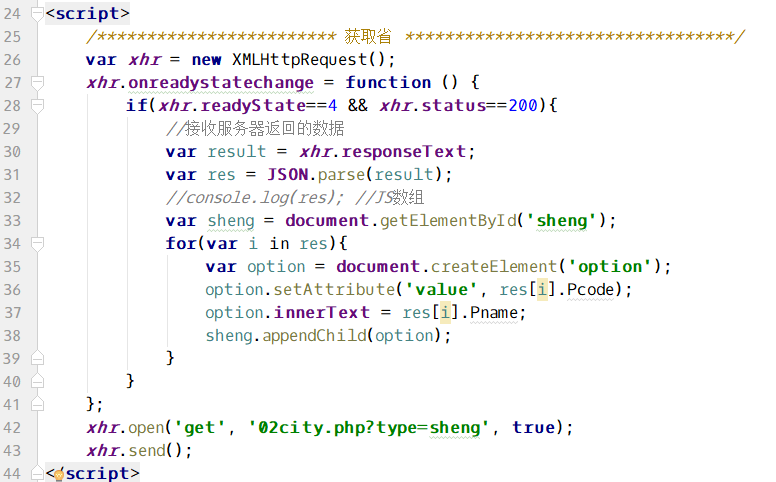 24 <script>
25 /************************ 获取省 *********************************/
26 var xhr = new XMLHttpRequest();
27 xhr.onreadystatechange = function () {
28 if(xhr.readyState==4 && xhr.status==200){
29 //接收服务器返回的数据
30 var result = xhr.responseText;
31 var res = JSON.parse(result);
32 //console.log(res); //JS数组
33 var sheng = document.getElementById('sheng');
34 for(var i in res){
35 var option = document.createElement('option');
36 option.setAttribute('value', res[i].Pcode);
37 option.innerText = res[i].Pname;
38 sheng.appendChild(option);
39 }
40 }
41 };
42 xhr.open('get', '02city.php?type=sheng', true);
43 xhr.send();
44 </script>